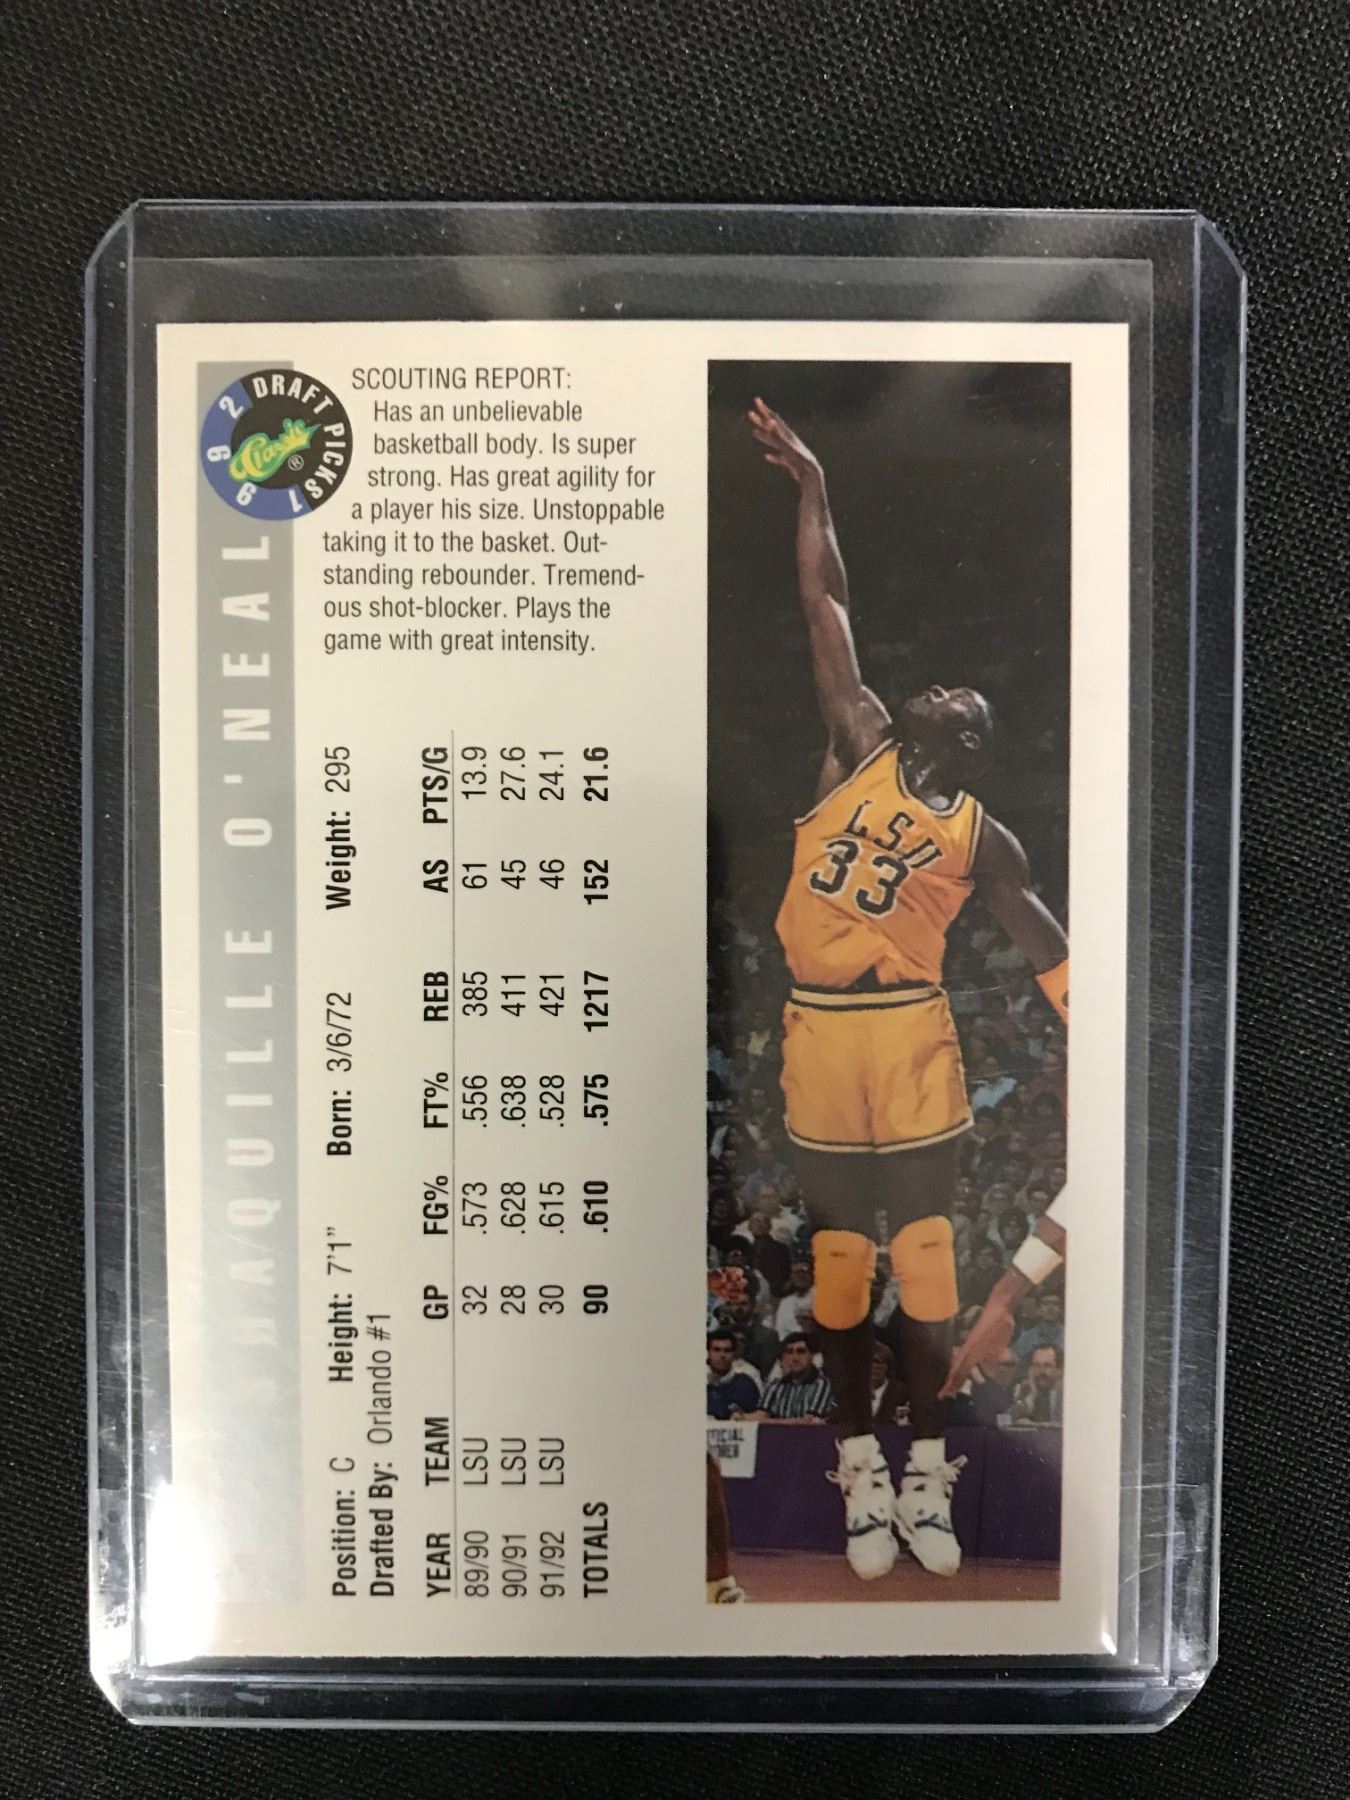 SHAQUILLE O'NEAL
1992 DRAFT PICKS
Classic ®
SCOUTING REPORT:
Has an unbelievable
basketball body. Is super
strong. Has great agility for
a player his size. Unstoppable
taking it to the basket. Out-
standing rebounder. Tremend-
ous shot-blocker. Plays the
game with great intensity.
Position: C Height: 7'1" Born: 3/6/72 Weight: 295
Drafted By: Orlando #1
YEAR TEAM GP FG% FT% REB AS PTS/G
89/90 LSU 32 .573 .556 385 61 13.9
90/91 LSU 28 .628 .638 411 45 27.6
91/92 LSU 30 .615 .528 421 46 24.1
TOTALS 90 .610 .575 1217 152 21.6
LSU
33